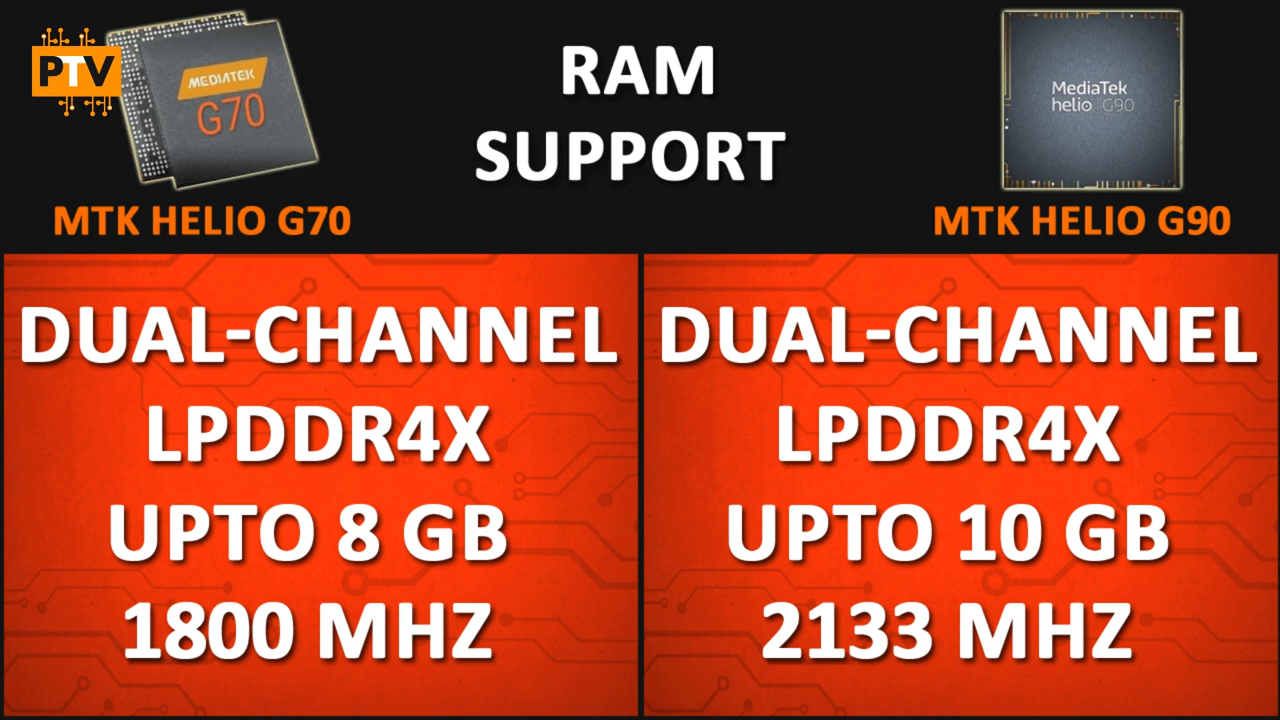 PTV
MEDIATEK
G70
RAM
SUPPORT
MediaTek
helio G90
MTK HELIO G70
MTK HELIO G90
DUAL-CHANNEL
LPDDR4X
UPTO 8 GB
1800 MHZ
DUAL-CHANNEL
LPDDR4X
UPTO 10 GB
2133 MHZ